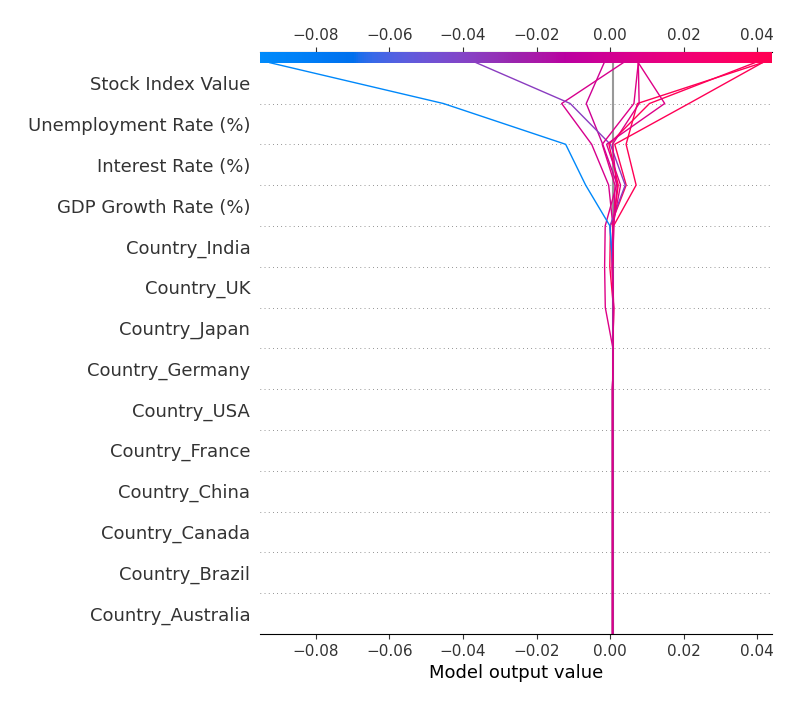 −0.08 −0.06 −0.04 −0.02 0.00 0.02 0.04
Stock Index Value
Unemployment Rate (%)
Interest Rate (%)
GDP Growth Rate (%)
Country_India
Country_UK
Country_Japan
Country_Germany
Country_USA
Country_France
Country_China
Country_Canada
Country_Brazil
Country_Australia
−0.08 −0.06 −0.04 −0.02 0.00 0.02 0.04
Model output value